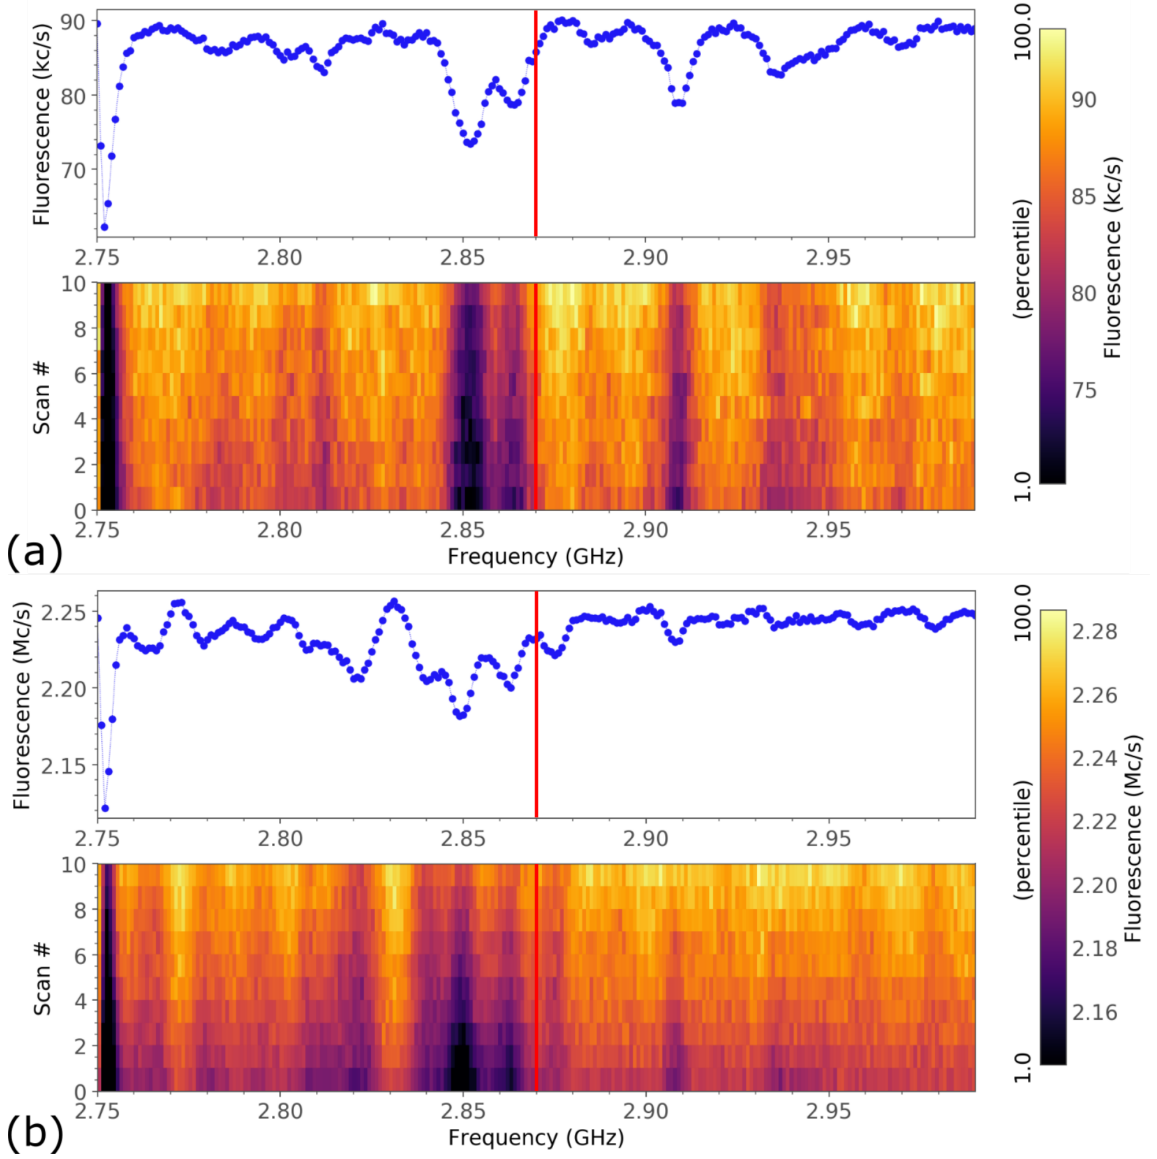 90
80
70
Fluorescence (kc/s)
2.75 2.80 2.85 2.90 2.95
10
8
6
4
2
0
Scan #
2.75 2.80 2.85 2.90 2.95
Frequency (GHz)
(a)
100.0
(percentile)
1.0
90
85
80
75
Fluorescence (kc/s)
2.25
2.20
2.15
Fluorescence (Mc/s)
2.75 2.80 2.85 2.90 2.95
10
8
6
4
2
0
Scan #
2.75 2.80 2.85 2.90 2.95
Frequency (GHz)
(b)
100.0
(percentile)
1.0
2.28
2.26
2.24
2.22
2.20
2.18
2.16
Fluorescence (Mc/s)